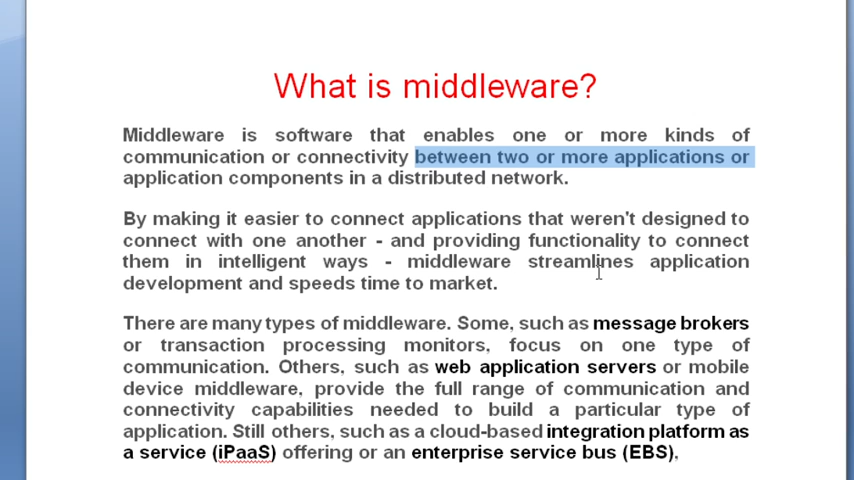 What is middleware?
Middleware is software that enables one or more kinds of
communication or connectivity between two or more applications or
application components in a distributed network.
By making it easier to connect applications that weren't designed to
connect with one another - and providing functionality to connect
them in intelligent ways - middleware streamlines application
development and speeds time to market.
There are many types of middleware. Some, such as message brokers
or transaction processing monitors, focus on one type of
communication. Others, such as web application servers or mobile
device middleware, provide the full range of communication and
connectivity capabilities needed to build a particular type of
application. Still others, such as a cloud-based integration platform as
a service (iPaaS) offering or an enterprise service bus (EBS),